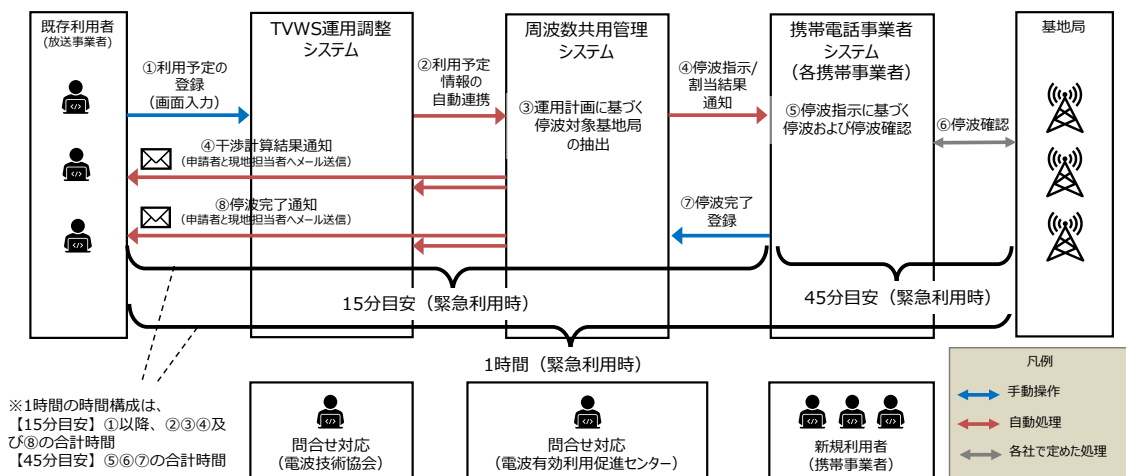 既存利用者
(放送事業者)
TVWS運用調整
システム
周波数共用管理
システム
携帯電話事業者
システム
(各携帯事業者)
基地局
①利用予定の
登録
(画面入力)
②利用予定
情報の
自動連携
③運用計画に基づく
停波対象基地局
の抽出
④停波指示/
割当結果
通知
⑤停波指示に基づく
停波および停波確認
⑥停波確認
④干渉計算結果通知
(申請者と現地担当者へメール送信)
⑧停波完了通知
(申請者と現地担当者へメール送信)
⑦停波完了
登録
15分目安(緊急利用時)
45分目安(緊急利用時)
1時間(緊急利用時)
※1時間の時間構成は、
【15分目安】①以降、②③④及
び⑧の合計時間
【45分目安】⑤⑥⑦の合計時間
問合せ対応
(電波技術協会)
問合せ対応
(電波有効利用促進センター)
新規利用者
(携帯事業者)
凡例
手動操作
自動処理
各社で定めた処理